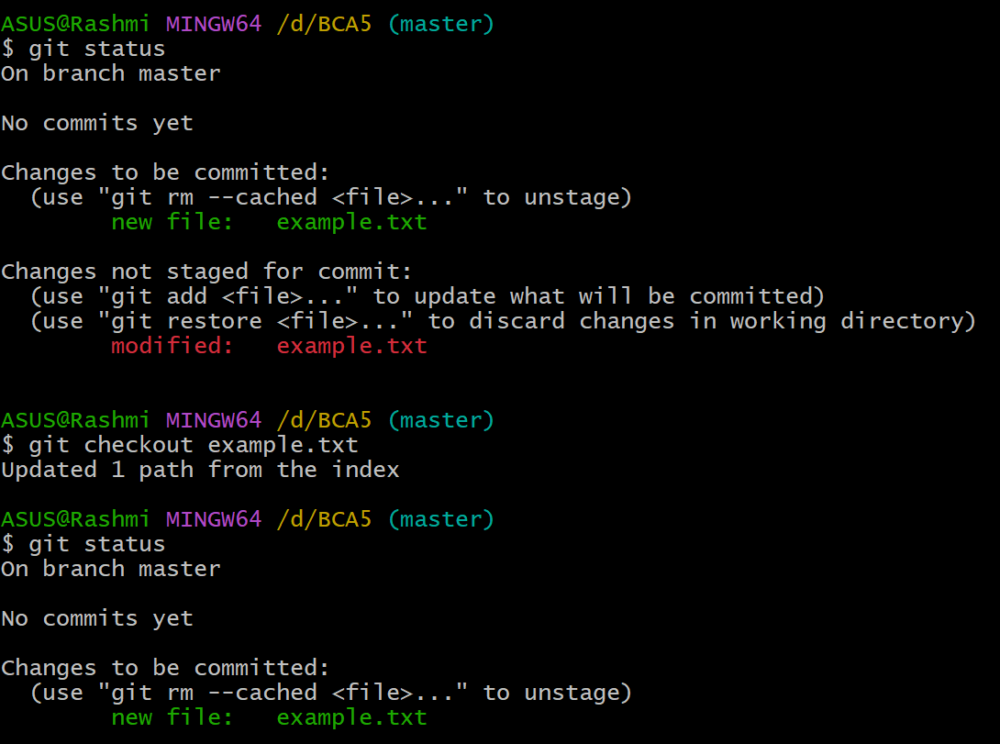 ASUS@Rashmi MINGW64 /d/BCA5 (master)
$ git status
On branch master
No commits yet
Changes to be committed:
  (use "git rm --cached <file>..." to unstage)
        new file:   example.txt
Changes not staged for commit:
  (use "git add <file>..." to update what will be committed)
  (use "git restore <file>..." to discard changes in working directory)
        modified:   example.txt
ASUS@Rashmi MINGW64 /d/BCA5 (master)
$ git checkout example.txt
Updated 1 path from the index
ASUS@Rashmi MINGW64 /d/BCA5 (master)
$ git status
On branch master
No commits yet
Changes to be committed:
  (use "git rm --cached <file>..." to unstage)
        new file:   example.txt